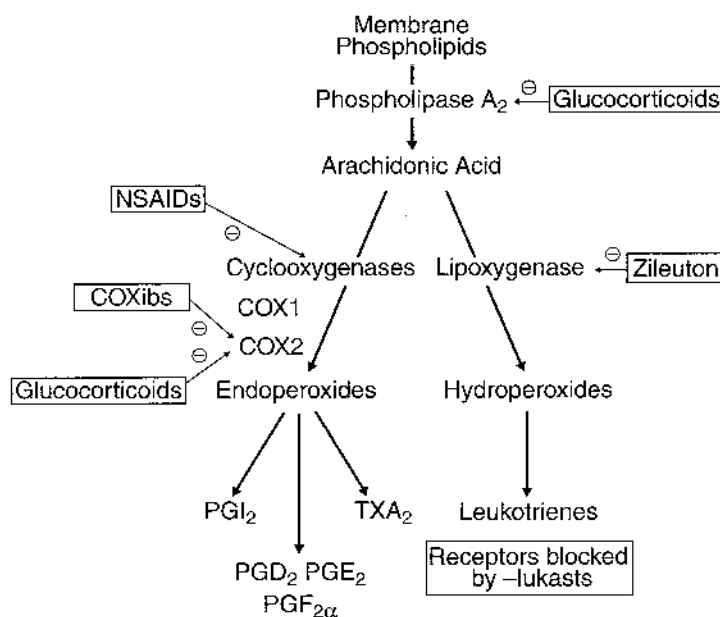 Membrane
Phospholipids
⊖
Phospholipase A₂
Glucocorticoids
Arachidonic Acid
NSAIDs
⊖
Cyclooxygenases
Lipoxygenase
⊖
Zileuton
COXibs
COX1
⊖
⊖
COX2
Glucocorticoids
Endoperoxides
Hydroperoxides
PGI₂
TXA₂
Leukotrienes
PGD₂ PGE₂
PGF₂α
Receptors blocked
by –lukasts